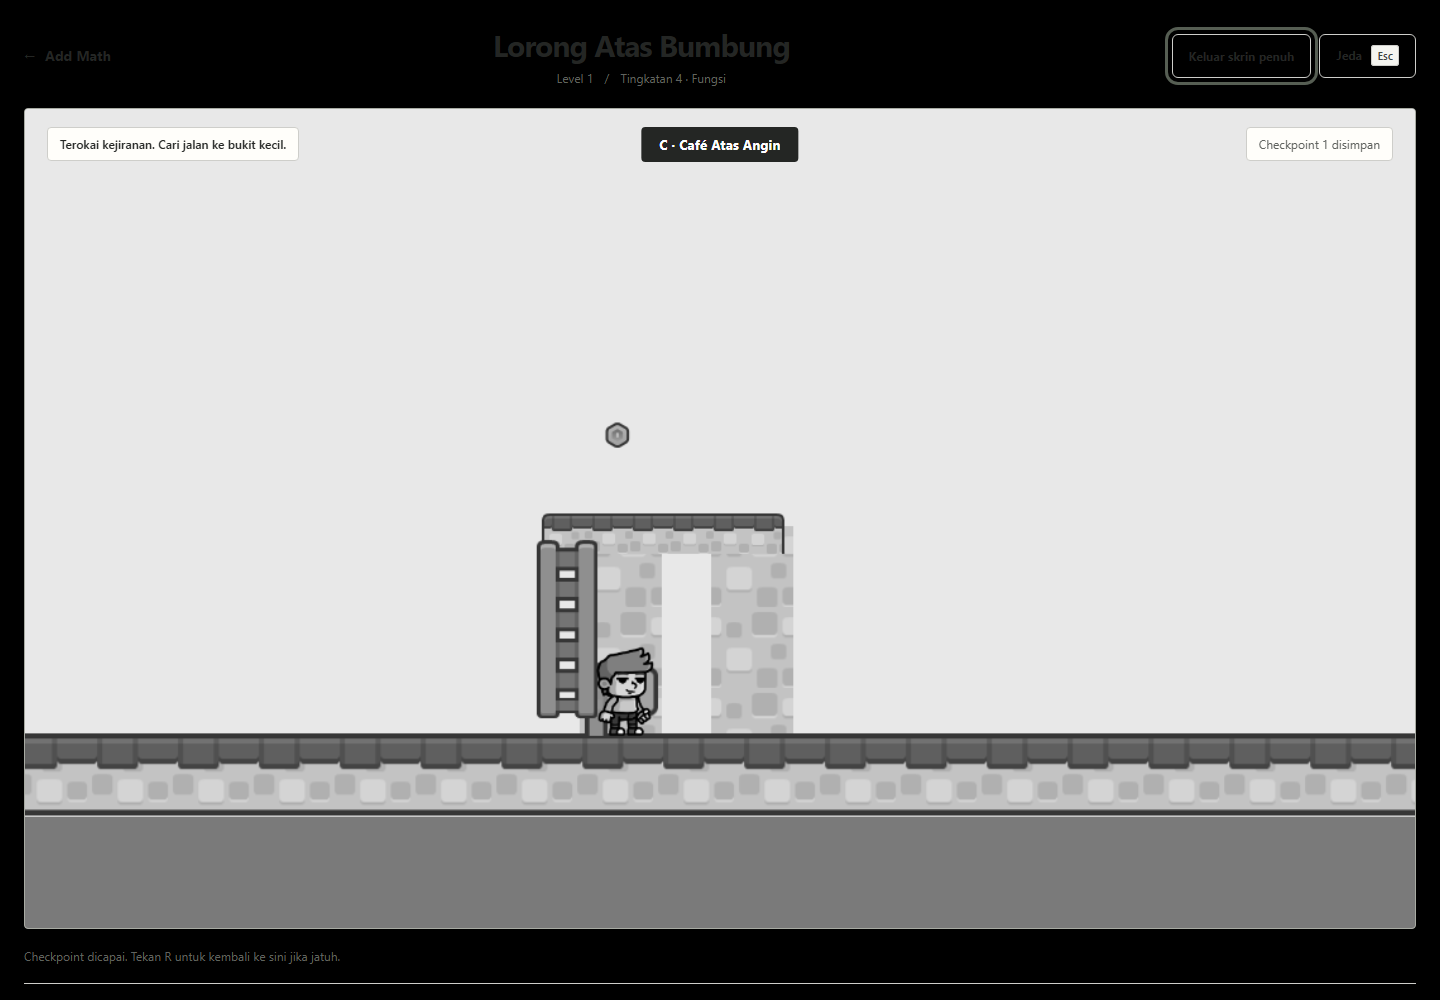 ← Add Math
Lorong Atas Bumbung
Level 1 / Tingkatan 4 · Fungsi
Keluar skrin penuh
Jeda Esc
Terokai kejiranan. Cari jalan ke bukit kecil.
C · Café Atas Angin
Checkpoint 1 disimpan
Checkpoint dicapai. Tekan R untuk kembali ke sini jika jatuh.